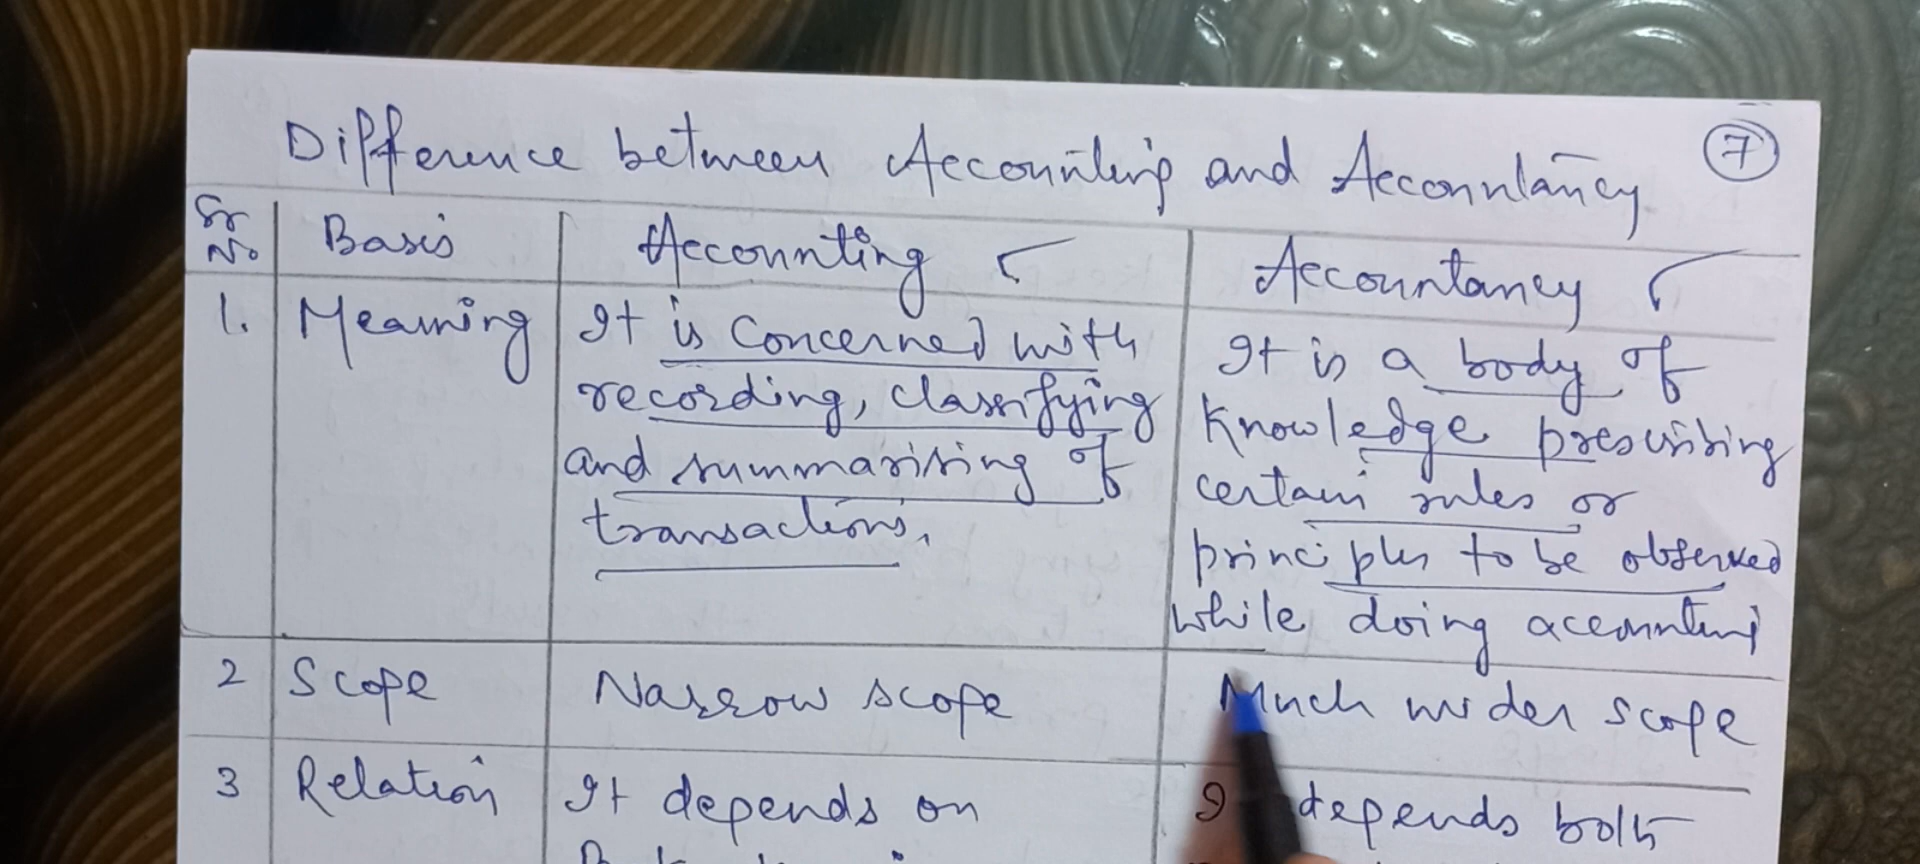 Difference between Accounting and Accountancy 7
Sr No Basis Accounting Accountancy
1. Meaning It is concerned with
recording, classifying
and summarising of
transactions.
It is a body of
knowledge prescribing
certain rules or
principles to be observed
while doing accounting
2 Scope Narrow scope Much wider scope
3 Relation It depends on
depends both